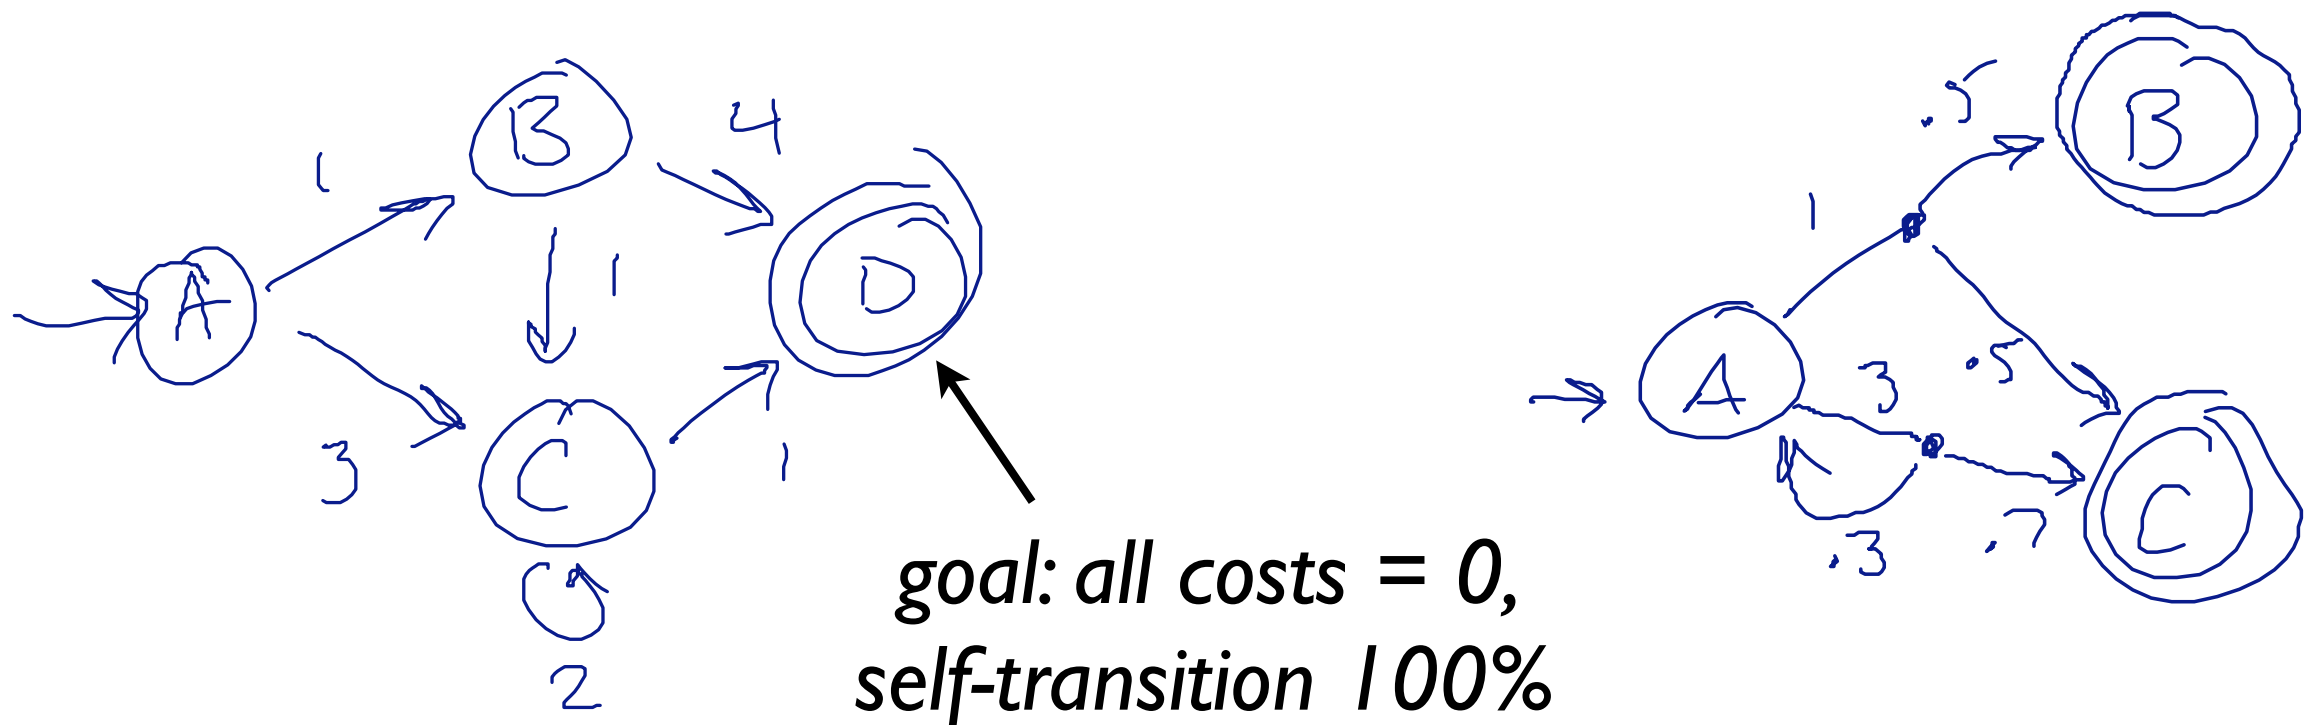 B
4
1
A
1
D
3
C
1
2
goal: all costs = 0,
self-transition 100%
.5
B
1
A
3
.5
C
.3
.7